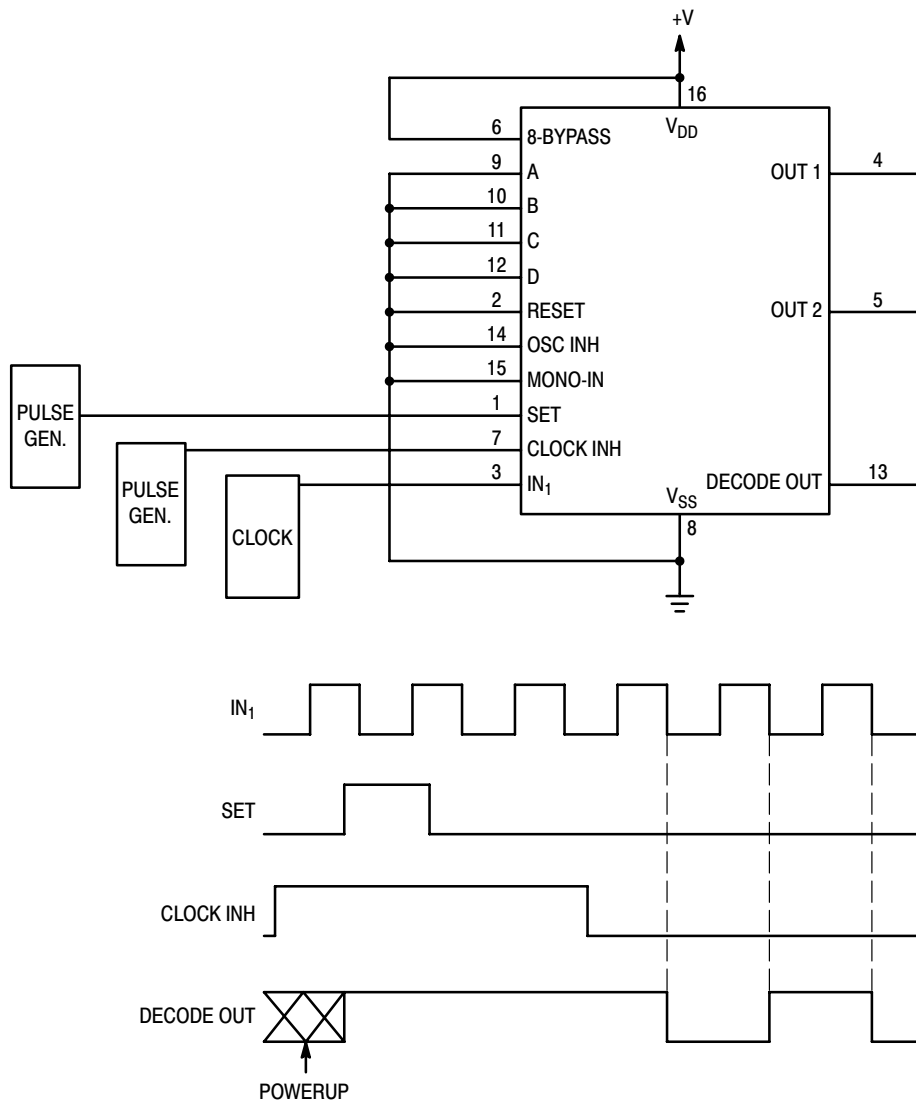 +V
16
V_DD
6 8-BYPASS
9 A
OUT 1 4
10 B
11 C
12 D
2 RESET
OUT 2 5
14 OSC INH
15 MONO-IN
PULSE GEN.
1 SET
7 CLOCK INH
PULSE GEN.
3 IN₁
DECODE OUT 13
CLOCK
V_SS
8
IN₁
SET
CLOCK INH
DECODE OUT
POWERUP